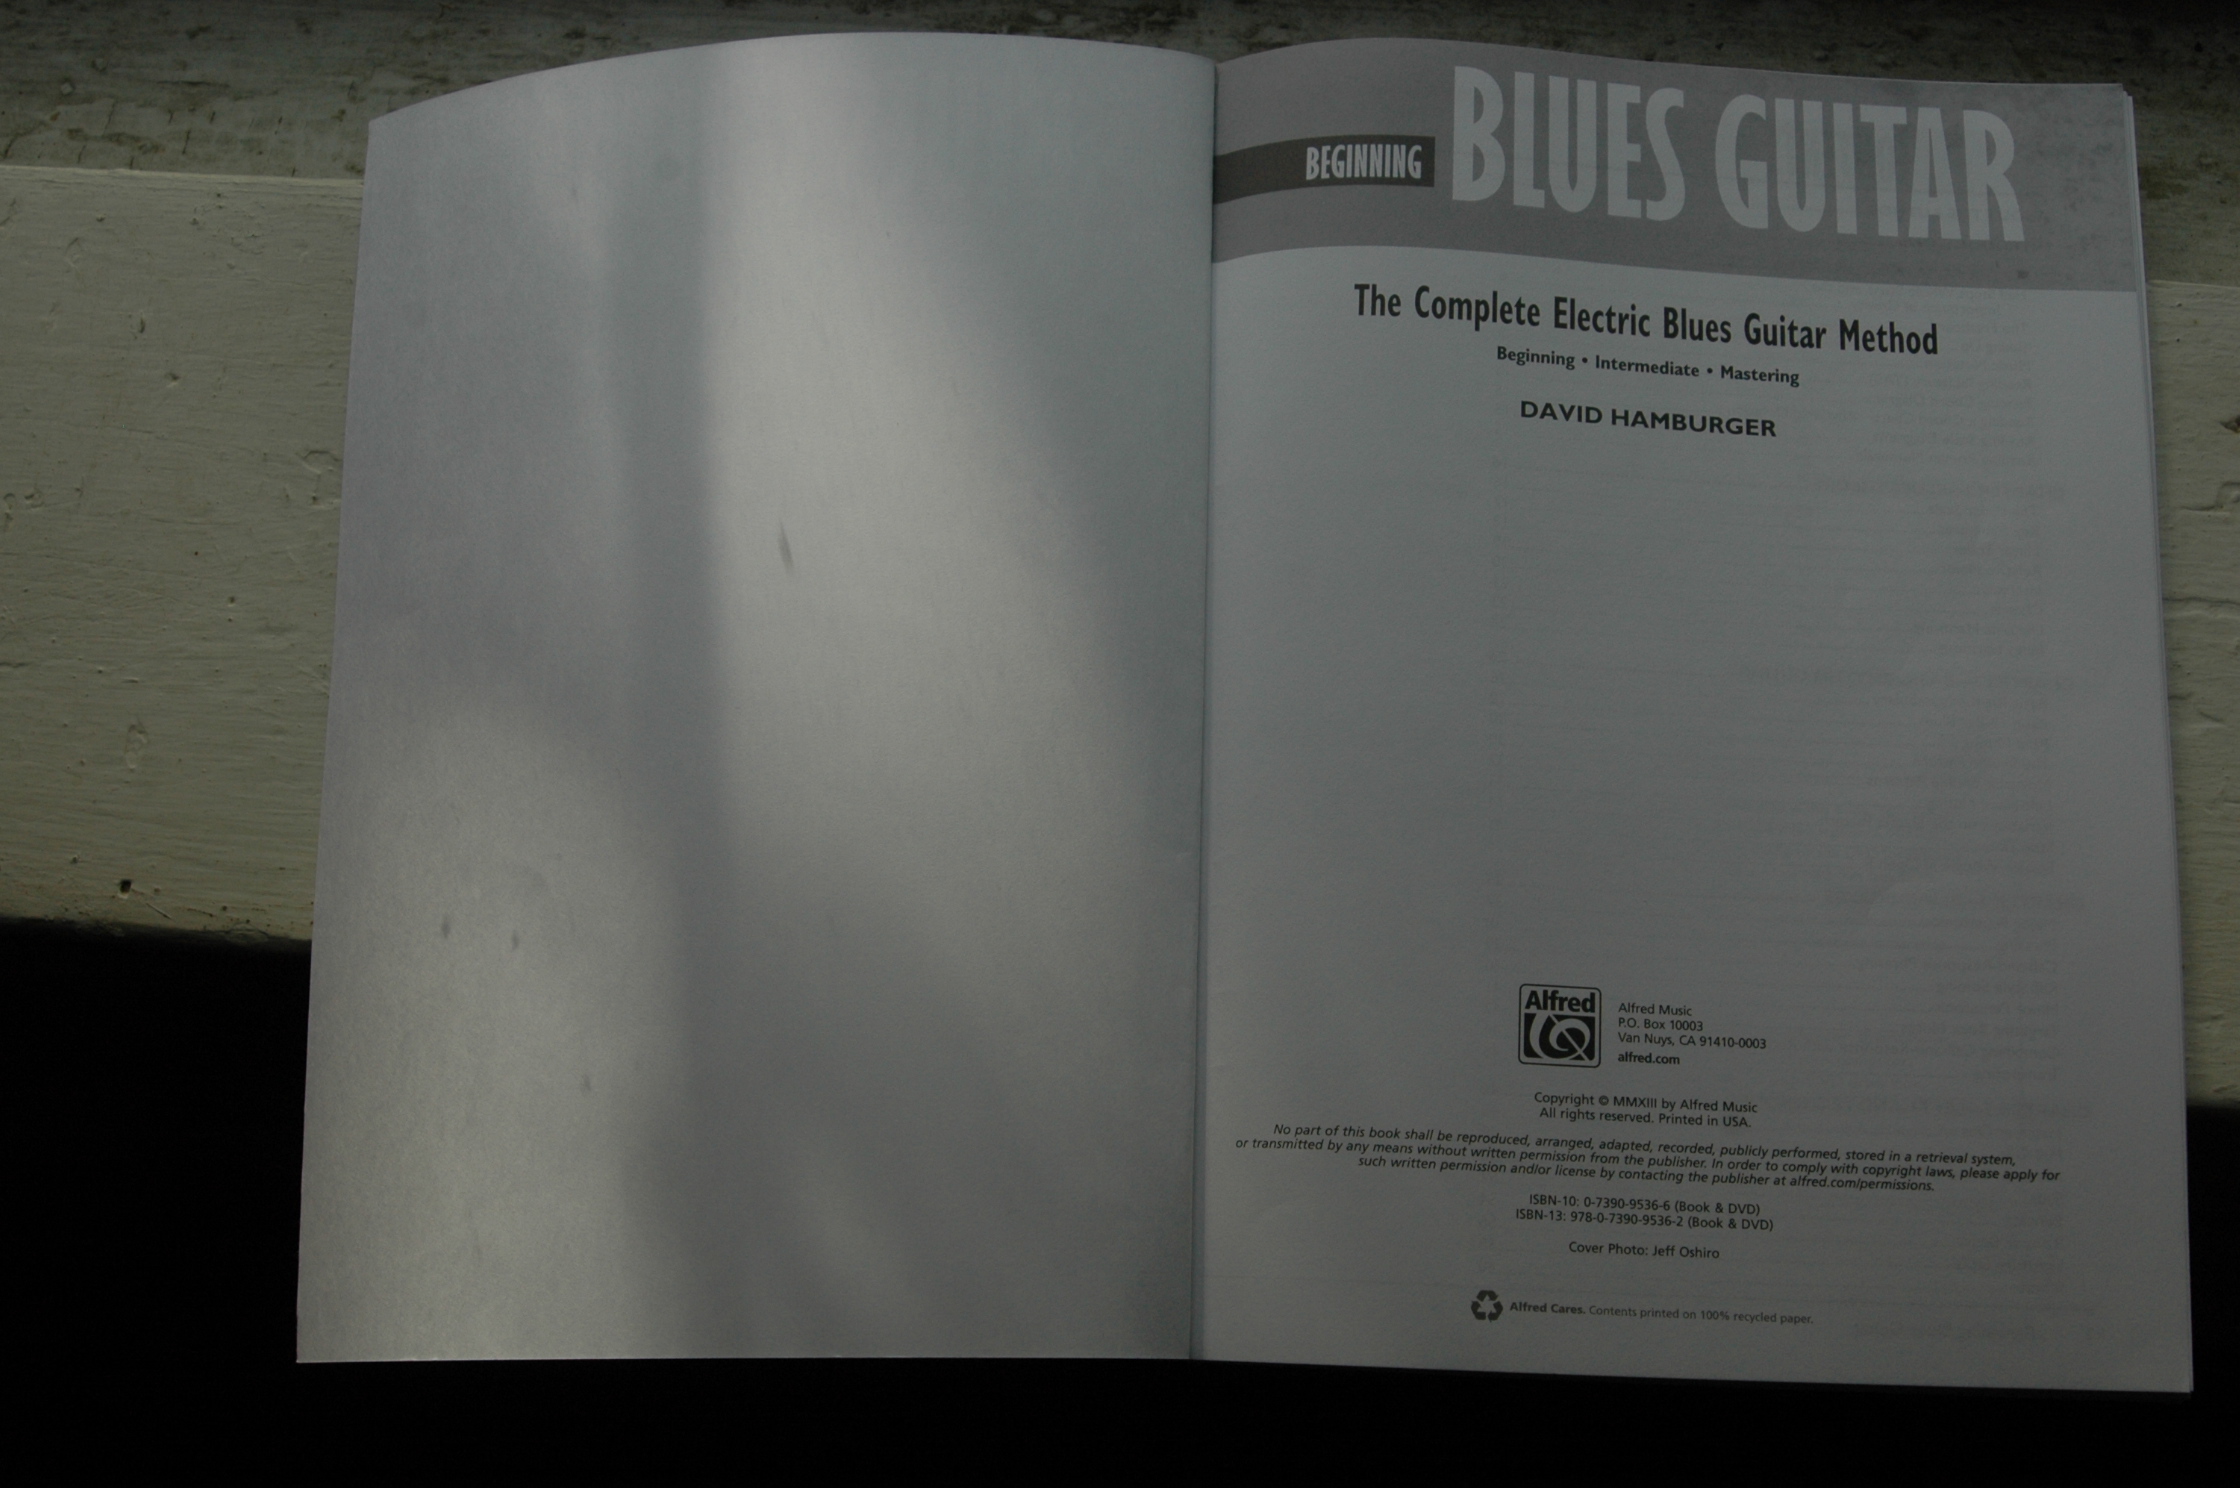 BEGINNING BLUES GUITAR
The Complete Electric Blues Guitar Method
Beginning • Intermediate • Mastering
DAVID HAMBURGER
Alfred
Alfred Music
P.O. Box 10003
Van Nuys, CA 91410-0003
alfred.com
Copyright © MMXIII by Alfred Music
All rights reserved. Printed in USA.
No part of this book shall be reproduced, arranged, adapted, recorded, publicly performed, stored in a retrieval system,
or transmitted by any means without written permission from the publisher. In order to comply with copyright laws, please apply for
such written permission and/or license by contacting the publisher at alfred.com/permissions.
ISBN-10: 0-7390-9536-6 (Book & DVD)
ISBN-13: 978-0-7390-9536-2 (Book & DVD)
Cover Photo: Jeff Oshiro
Alfred Cares. Contents printed on 100% recycled paper.